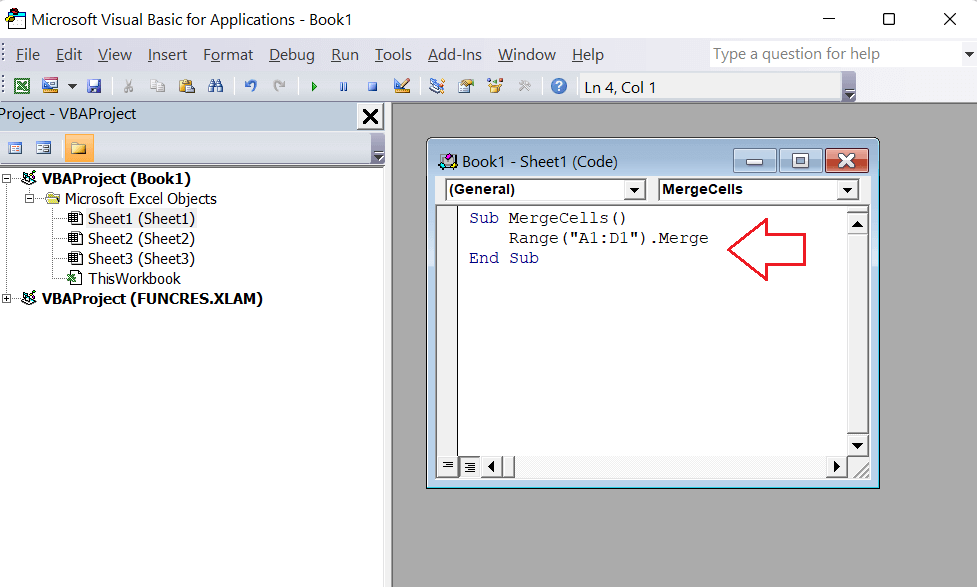 Microsoft Visual Basic for Applications - Book1
File Edit View Insert Format Debug Run Tools Add-Ins Window Help Type a question for help
Ln 4, Col 1
Project - VBAProject
VBAProject (Book1)
Microsoft Excel Objects
Sheet1 (Sheet1)
Sheet2 (Sheet2)
Sheet3 (Sheet3)
ThisWorkbook
VBAProject (FUNCRES.XLAM)
Book1 - Sheet1 (Code)
(General) MergeCells
Sub MergeCells()
    Range("A1:D1").Merge
End Sub